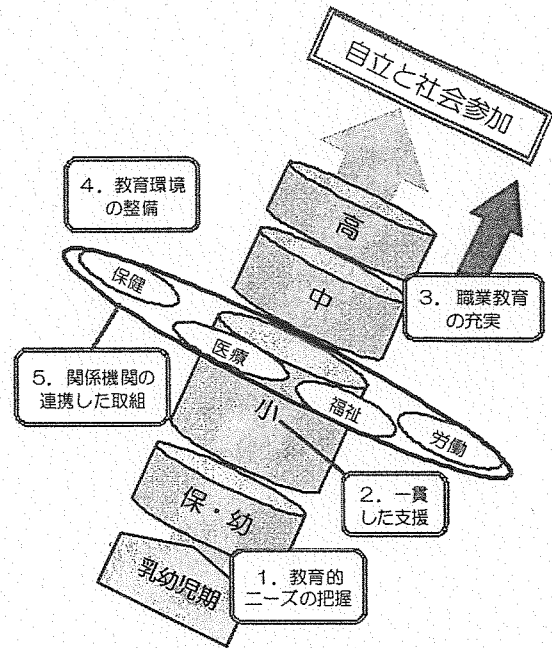 自立と社会参加
4．教育環境
の整備
高
中
保健
3．職業教育
の充実
医療
5．関係機関の
連携した取組
福祉
小
労働
2．一貫
した支援
保・幼
1．教育的
ニーズの把握
乳幼児期